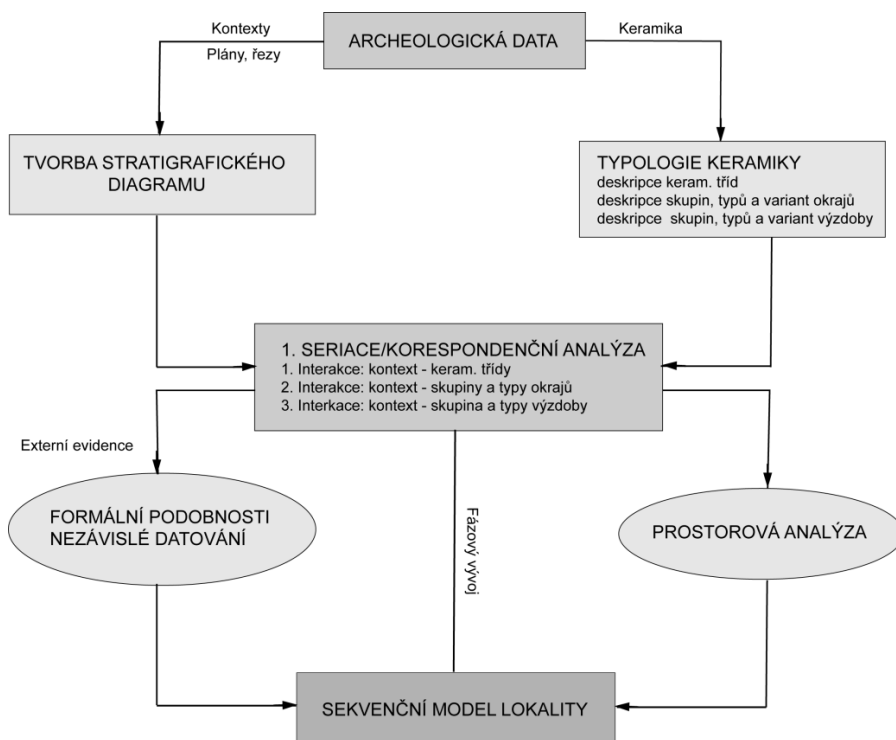 Kontexty
ARCHEOLOGICKÁ DATA
Keramika
Plány, řezy
TVORBA STRATIGRAFICKÉHO
DIAGRAMU
TYPOLOGIE KERAMIKY
deskripce keram. tříd
deskripce skupin, typů a variant okrajů
deskripce skupin, typů a variant výzdoby
1. SERIACE/KORESPONDENČNÍ ANALÝZA
1. Interakce: kontext - keram. třídy
2. Interakce: kontext - skupiny a typy okrajů
3. Interkace: kontext - skupina a typy výzdoby
Externí evidence
FORMÁLNÍ PODOBNOSTI
NEZÁVISLÉ DATOVÁNÍ
Fázový vývoj
PROSTOROVÁ ANALÝZA
SEKVENČNÍ MODEL LOKALITY